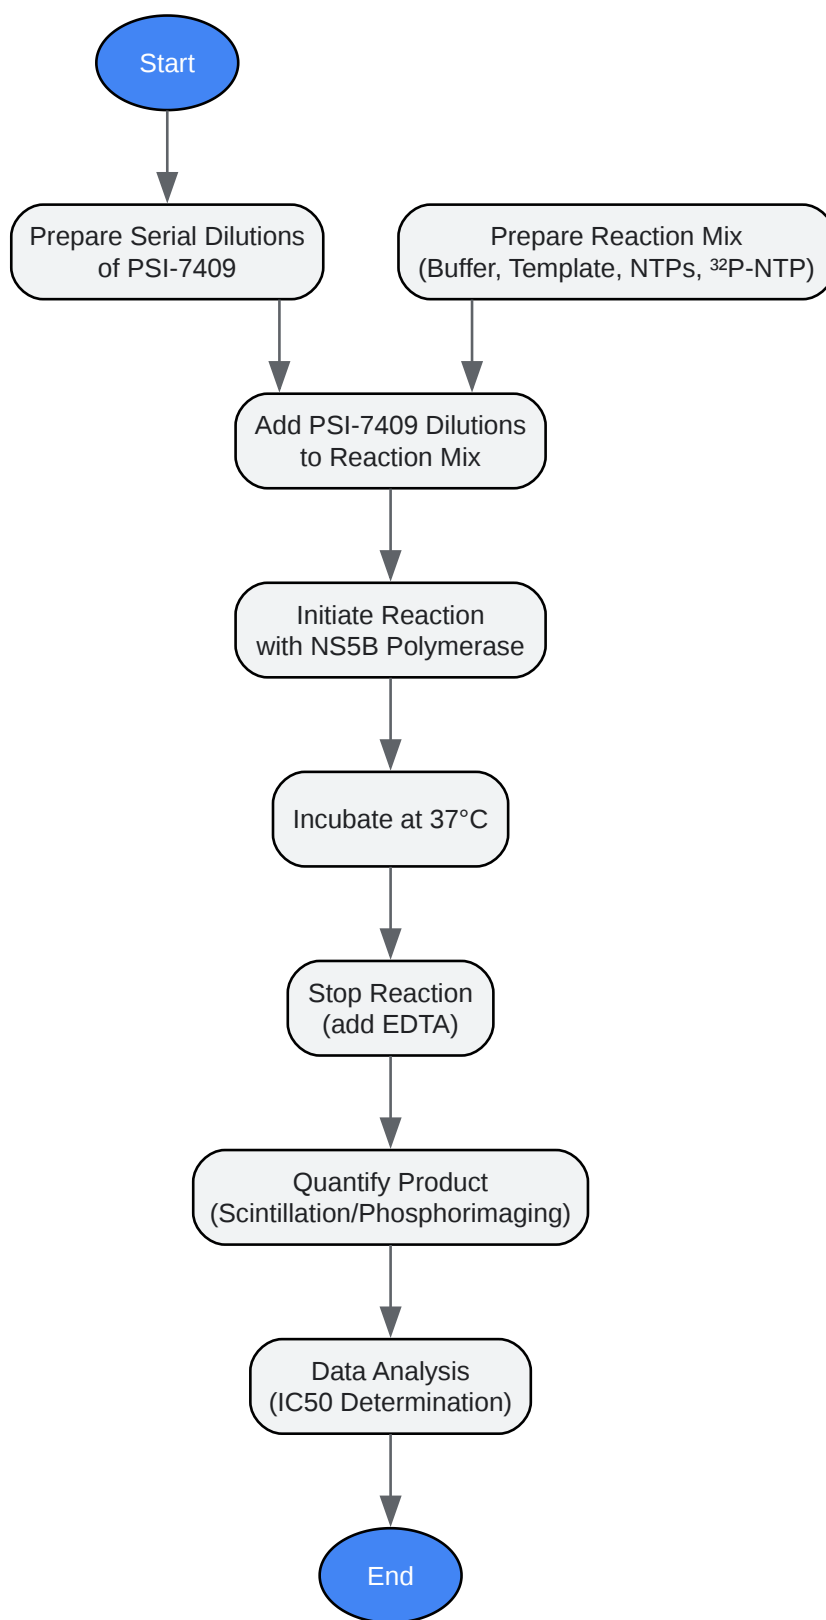 Start
Prepare Serial Dilutions
of PSI-7409
Prepare Reaction Mix
(Buffer, Template, NTPs, ³²P-NTP)
Add PSI-7409 Dilutions
to Reaction Mix
Initiate Reaction
with NS5B Polymerase
Incubate at 37°C
Stop Reaction
(add EDTA)
Quantify Product
(Scintillation/Phosphorimaging)
Data Analysis
(IC50 Determination)
End